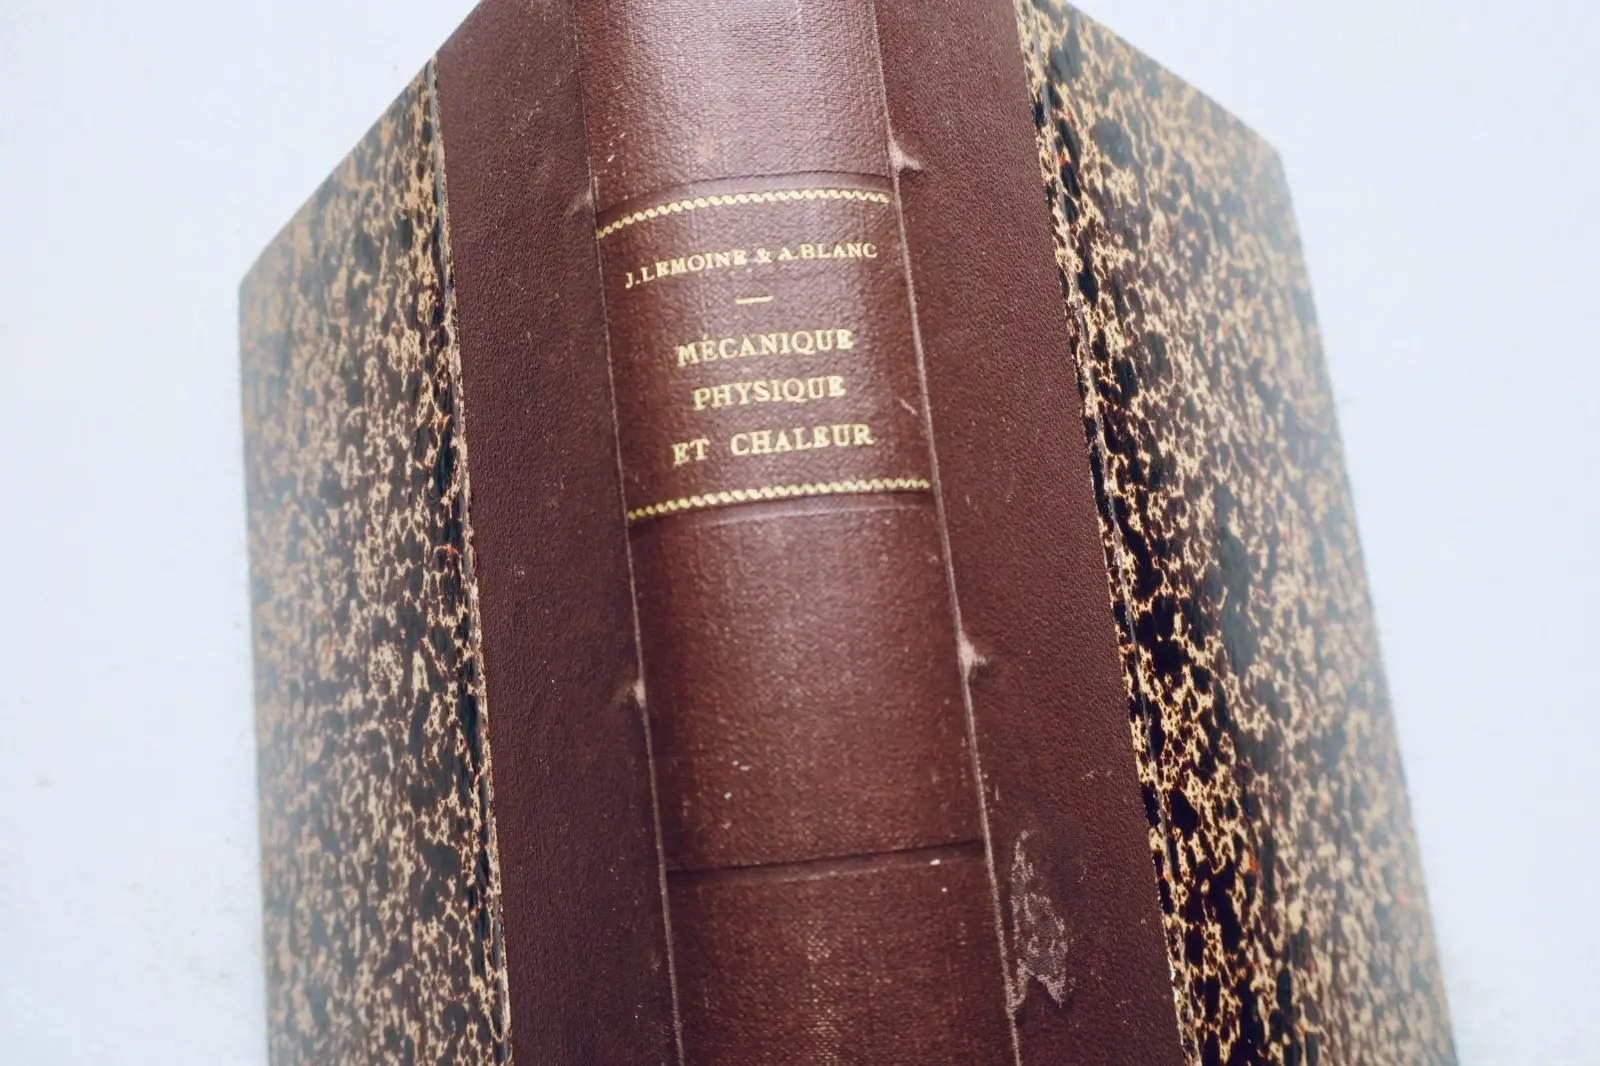 J. LEMOINE & A. BLANC
MÉCANIQUE
PHYSIQUE
ET CHALEUR